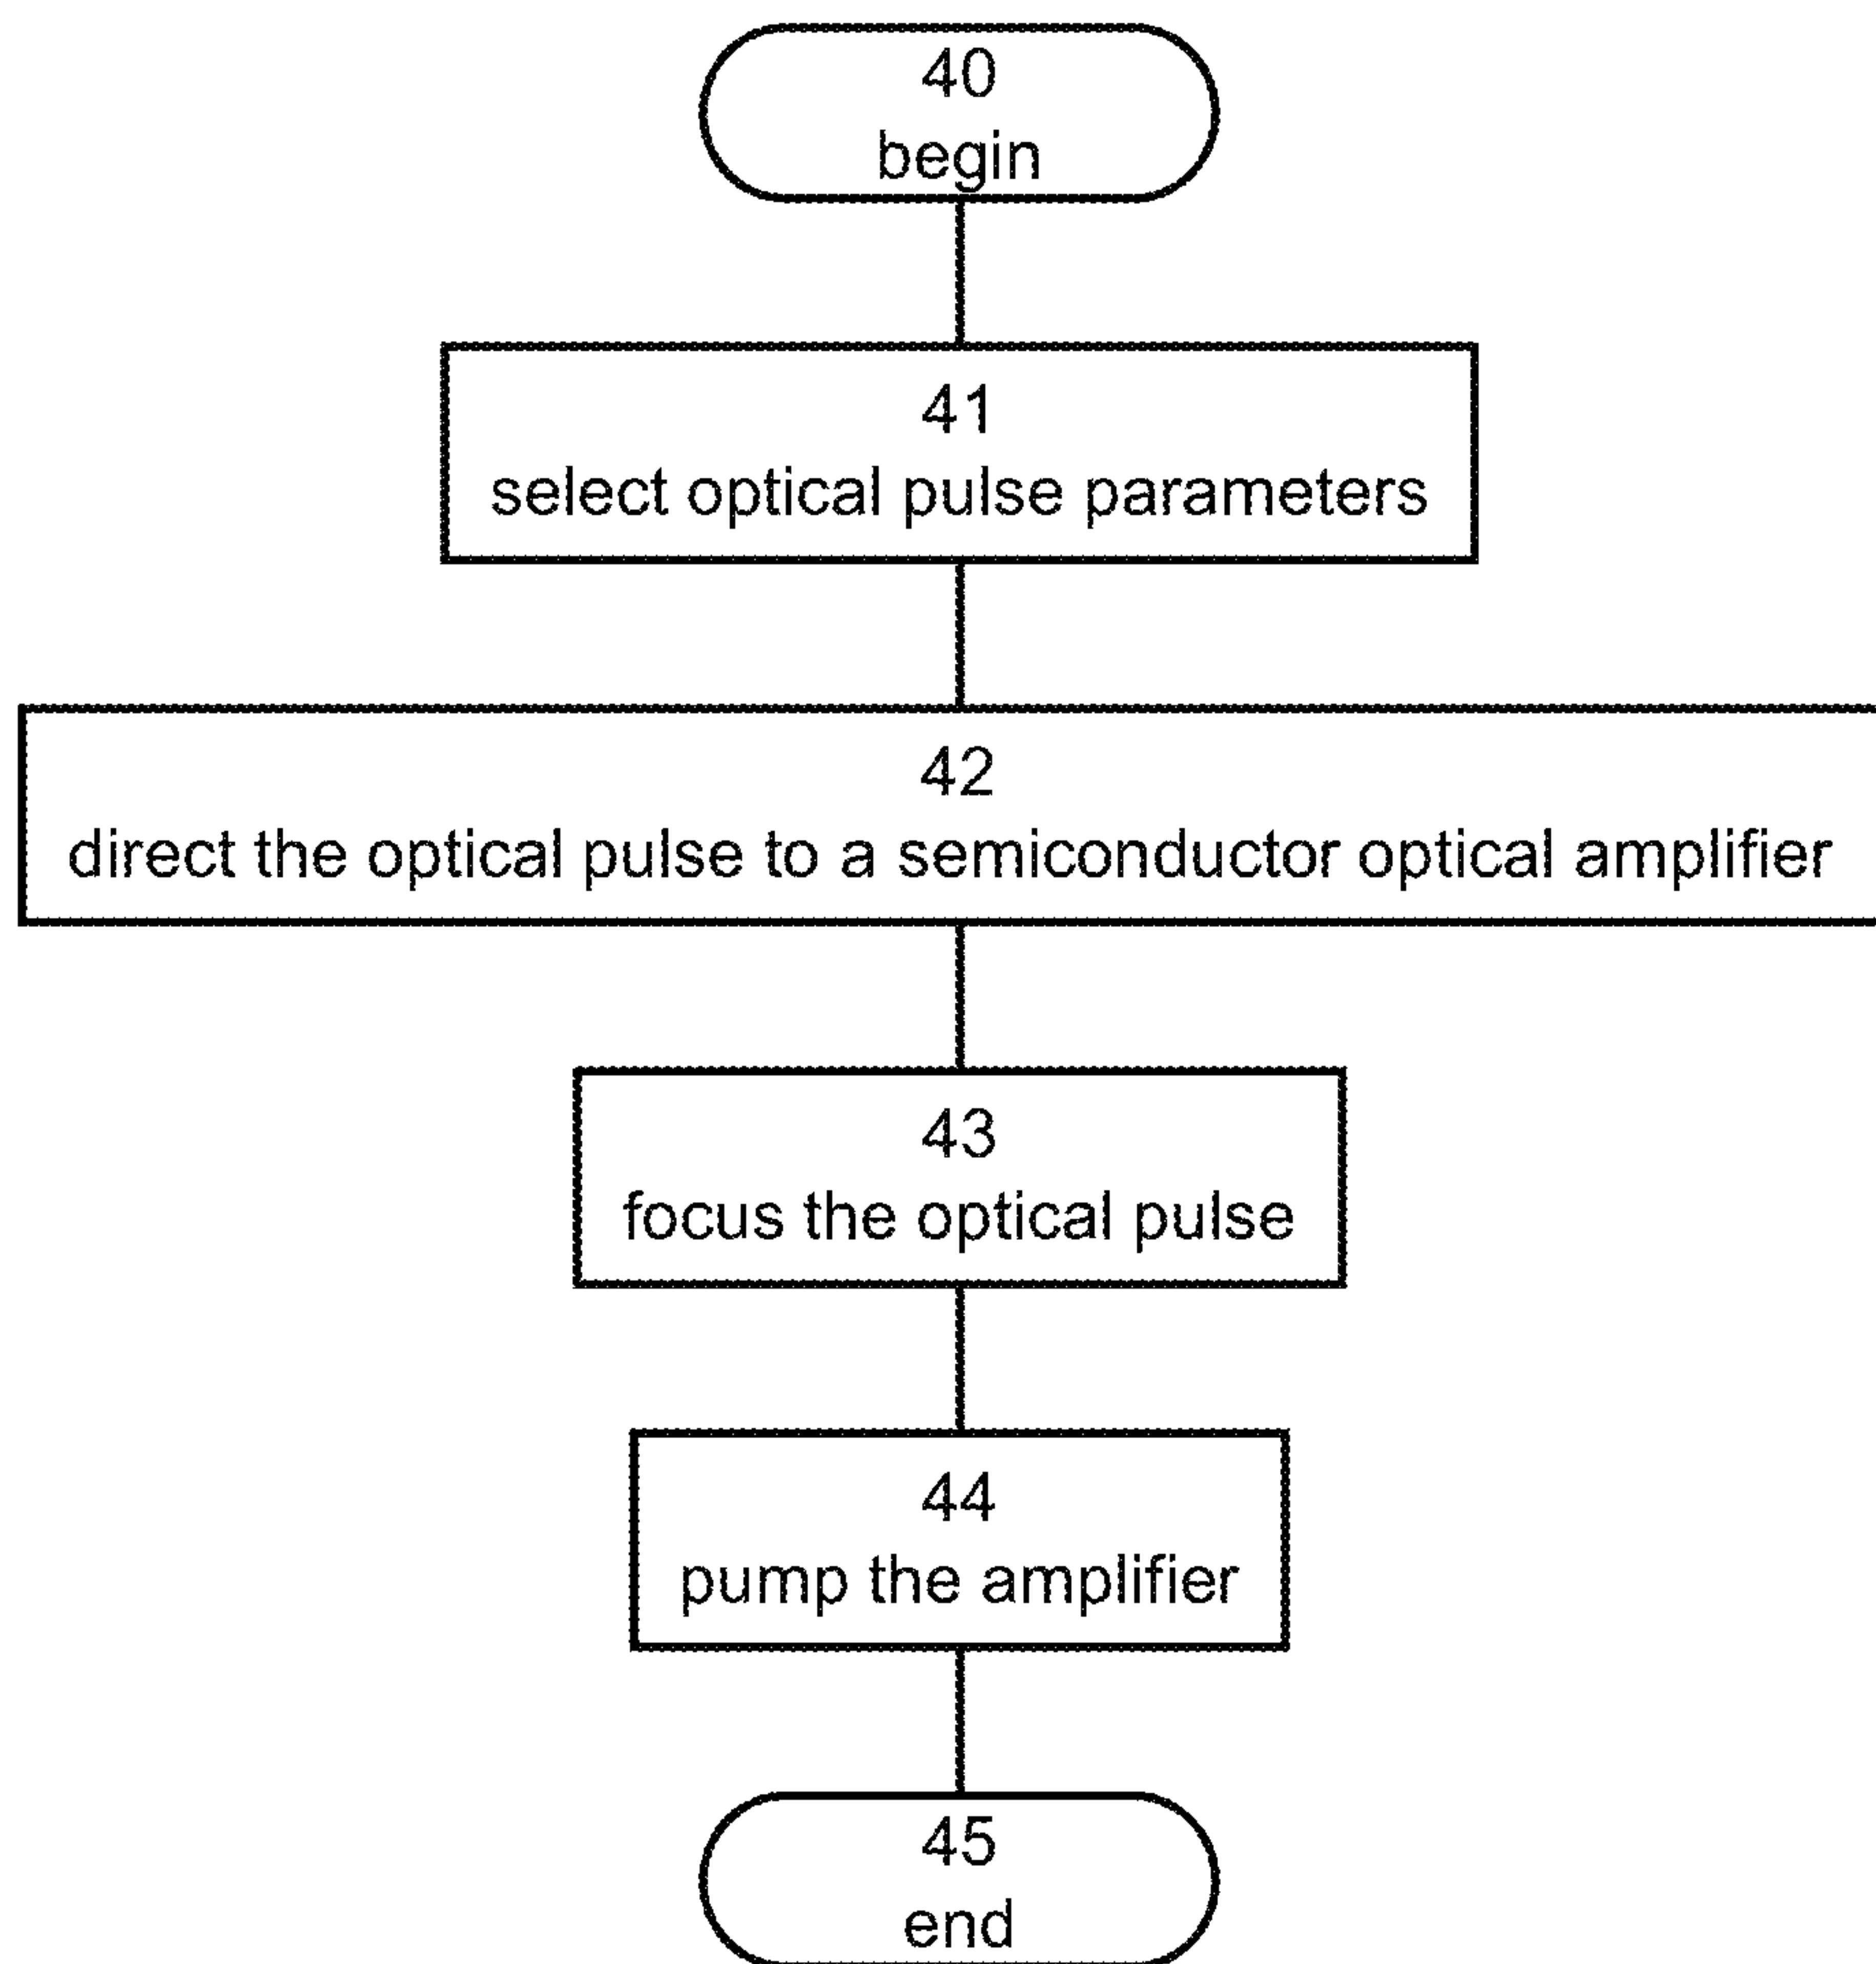 40
begin
41
select optical pulse parameters
42
direct the optical pulse to a semiconductor optical amplifier
43
focus the optical pulse
44
pump the amplifier
45
end